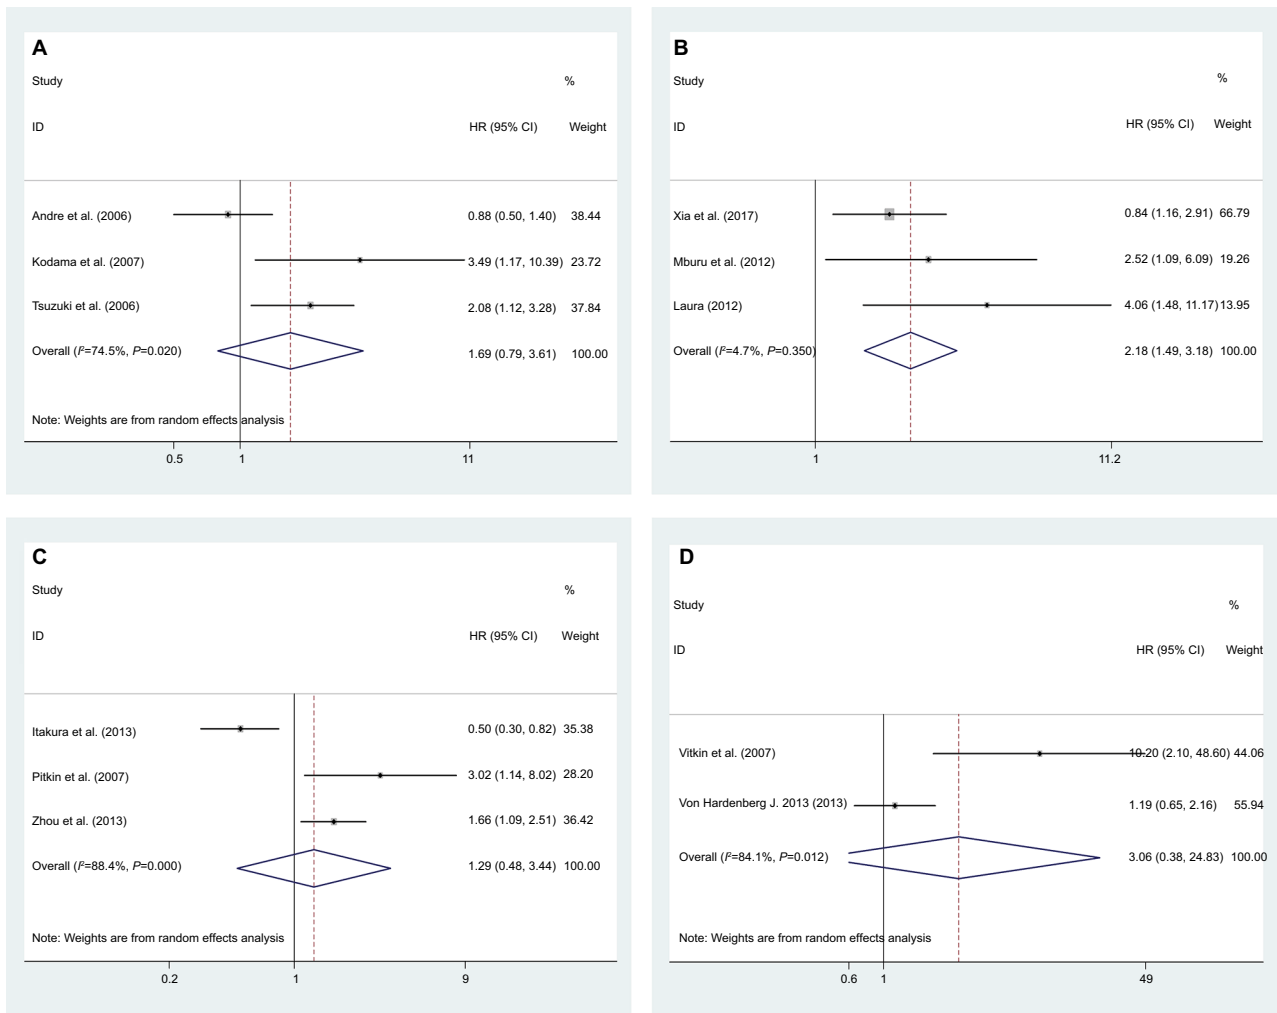 A
Study %
ID HR (95% CI) Weight
Andre et al. (2006) 0.88 (0.50, 1.40) 38.44
Kodama et al. (2007) 3.49 (1.17, 10.39) 23.72
Tsuzuki et al. (2006) 2.08 (1.12, 3.28) 37.84
Overall (I²=74.5%, P=0.020) 1.69 (0.79, 3.61) 100.00
Note: Weights are from random effects analysis
0.5 1 11
B
Study %
ID HR (95% CI) Weight
Xia et al. (2017) 0.84 (1.16, 2.91) 66.79
Mburu et al. (2012) 2.52 (1.09, 6.09) 19.26
Laura (2012) 4.06 (1.48, 11.17) 13.95
Overall (I²=4.7%, P=0.350) 2.18 (1.49, 3.18) 100.00
1 11.2
C
Study %
ID HR (95% CI) Weight
Itakura et al. (2013) 0.50 (0.30, 0.82) 35.38
Pitkin et al. (2007) 3.02 (1.14, 8.02) 28.20
Zhou et al. (2013) 1.66 (1.09, 2.51) 36.42
Overall (I²=88.4%, P=0.000) 1.29 (0.48, 3.44) 100.00
Note: Weights are from random effects analysis
0.2 1 9
D
Study %
ID HR (95% CI) Weight
Vitkin et al. (2007) 10.20 (2.10, 48.60) 44.06
Von Hardenberg J. 2013 (2013) 1.19 (0.65, 2.16) 55.94
Overall (I²=84.1%, P=0.012) 3.06 (0.38, 24.83) 100.00
Note: Weights are from random effects analysis
0.6 1 49